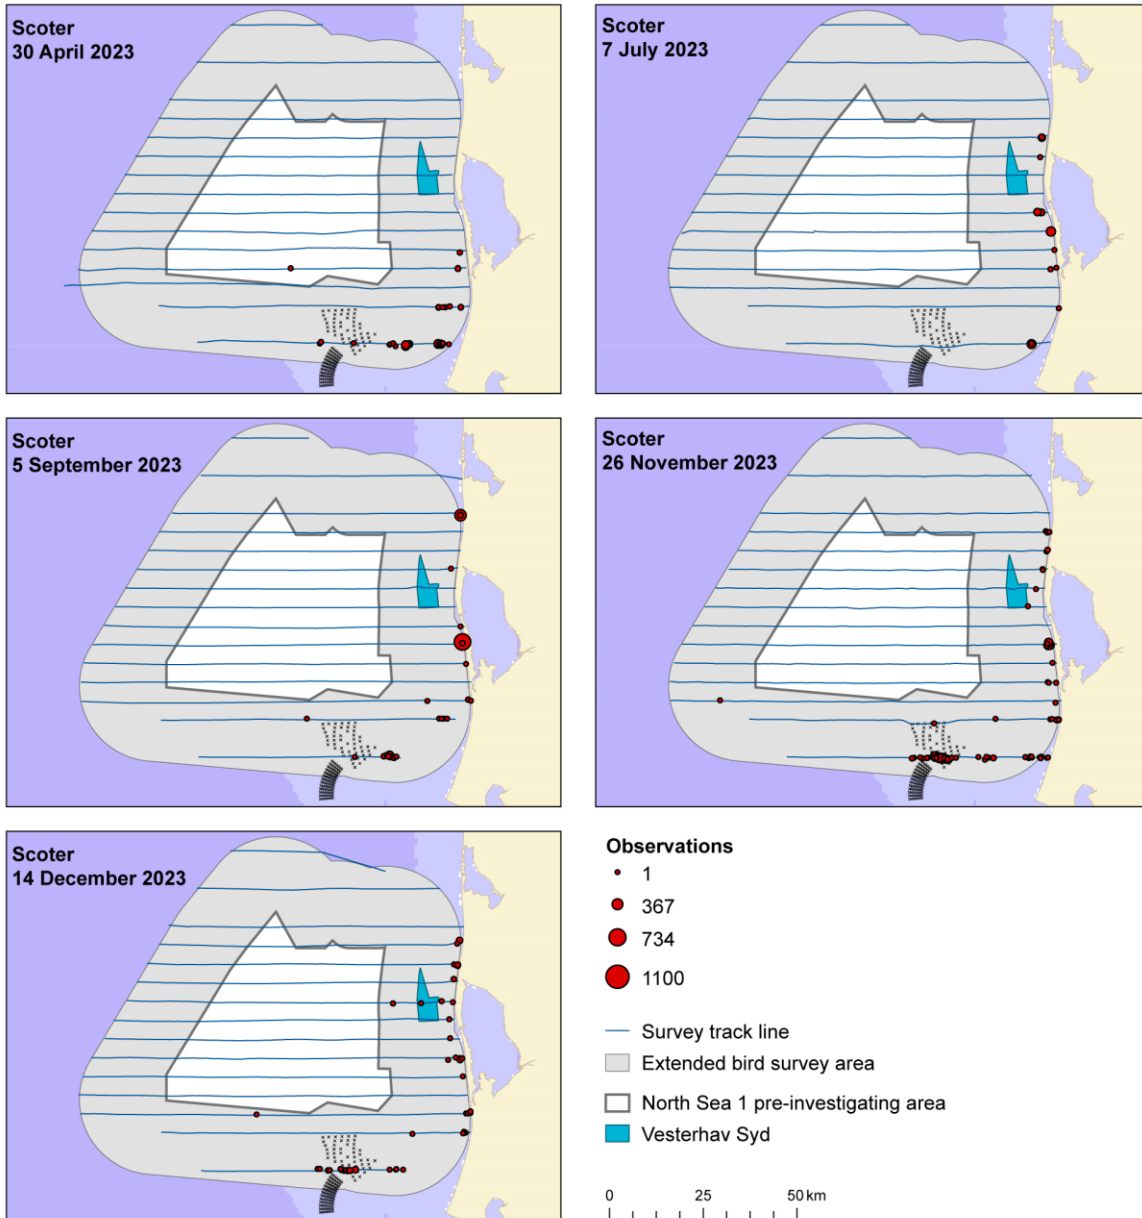 Scoter
30 April 2023
Scoter
7 July 2023
Scoter
5 September 2023
Scoter
26 November 2023
Scoter
14 December 2023
Observations
1
367
734
1100
Survey track line
Extended bird survey area
North Sea 1 pre-investigating area
Vesterhav Syd
0 25 50 km